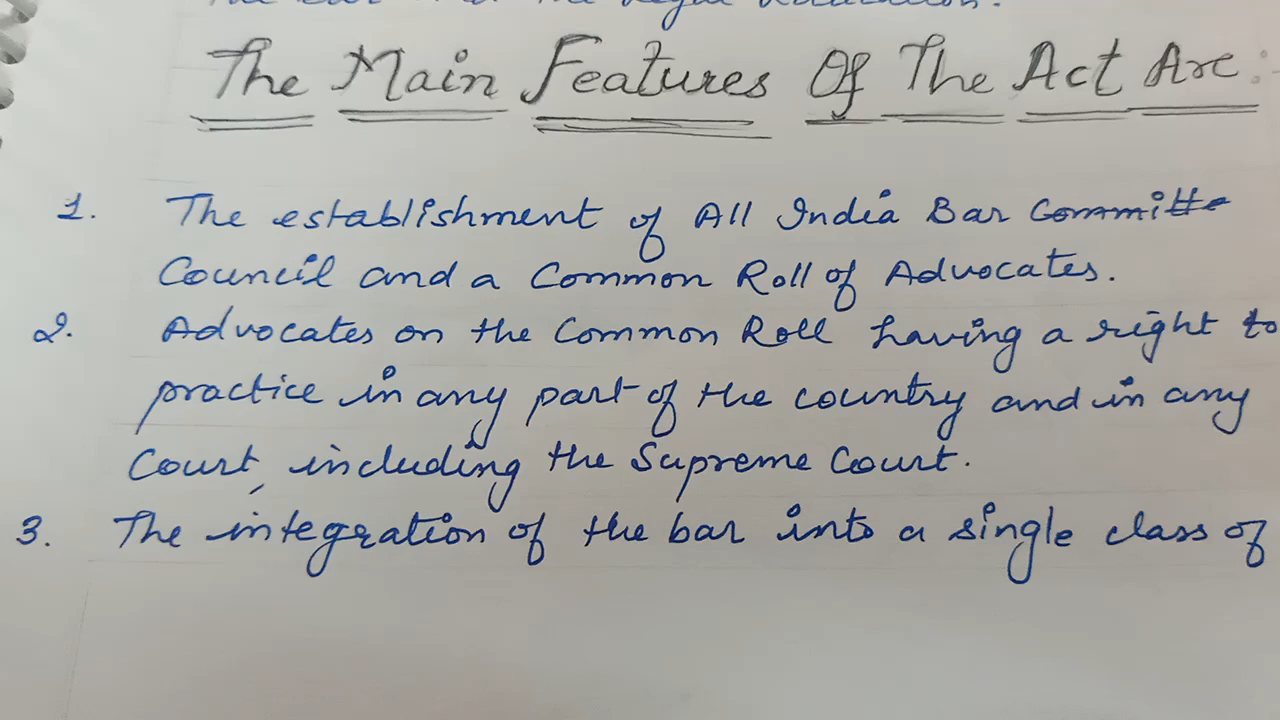 The Main Features Of The Act Are:-
1. The establishment of All India Bar Committe
Council and a Common Roll of Advocates.
2. Advocates on the Common Roll having a right to
practice in any part of the country and in any
Court, including the Supreme Court.
3. The integration of the bar into a single class of